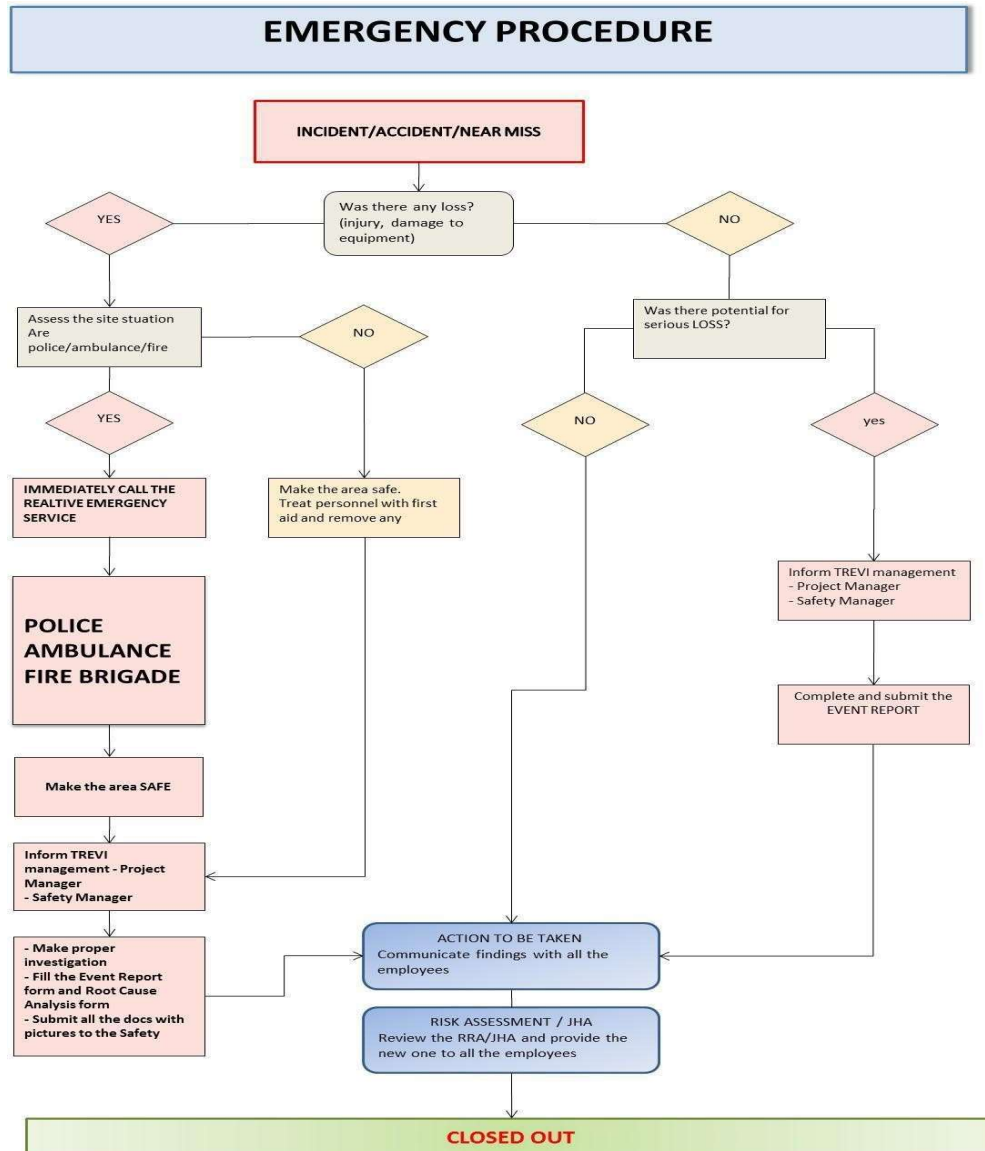 EMERGENCY PROCEDURE
INCIDENT/ACCIDENT/NEAR MISS
Was there any loss?
(injury, damage to
equipment)
YES
NO
Assess the site stuation
Are
police/ambulance/fire
NO
Was there potential for
serious LOSS?
YES
NO
yes
IMMEDIATELY CALL THE
REALTIVE EMERGENCY
SERVICE
Make the area safe.
Treat personnel with first
aid and remove any
Inform TREVI management
- Project Manager
- Safety Manager
POLICE
AMBULANCE
FIRE BRIGADE
Complete and submit the
EVENT REPORT
Make the area SAFE
Inform TREVI
management - Project
Manager
- Safety Manager
- Make proper
investigation
- Fill the Event Report
form and Root Cause
Analysis form
- Submit all the docs with
pictures to the Safety
ACTION TO BE TAKEN
Communicate findings with all the
employees
RISK ASSESSMENT / JHA
Review the RRA/JHA and provide the
new one to all the employees
CLOSED OUT